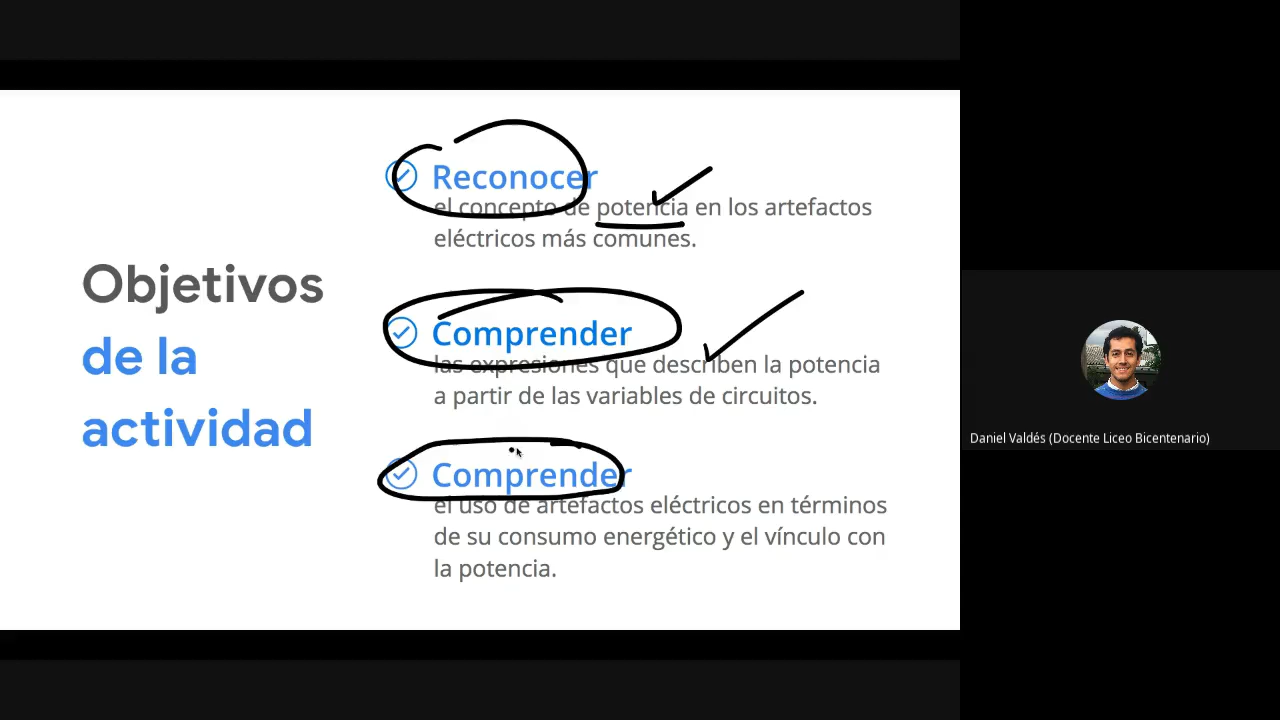 Objetivos
de la
actividad
Reconocer
el concepto de potencia en los artefactos
eléctricos más comunes.
Comprender
las expresiones que describen la potencia
a partir de las variables de circuitos.
Comprender
el uso de artefactos eléctricos en términos
de su consumo energético y el vínculo con
la potencia.
Daniel Valdés (Docente Liceo Bicentenario)